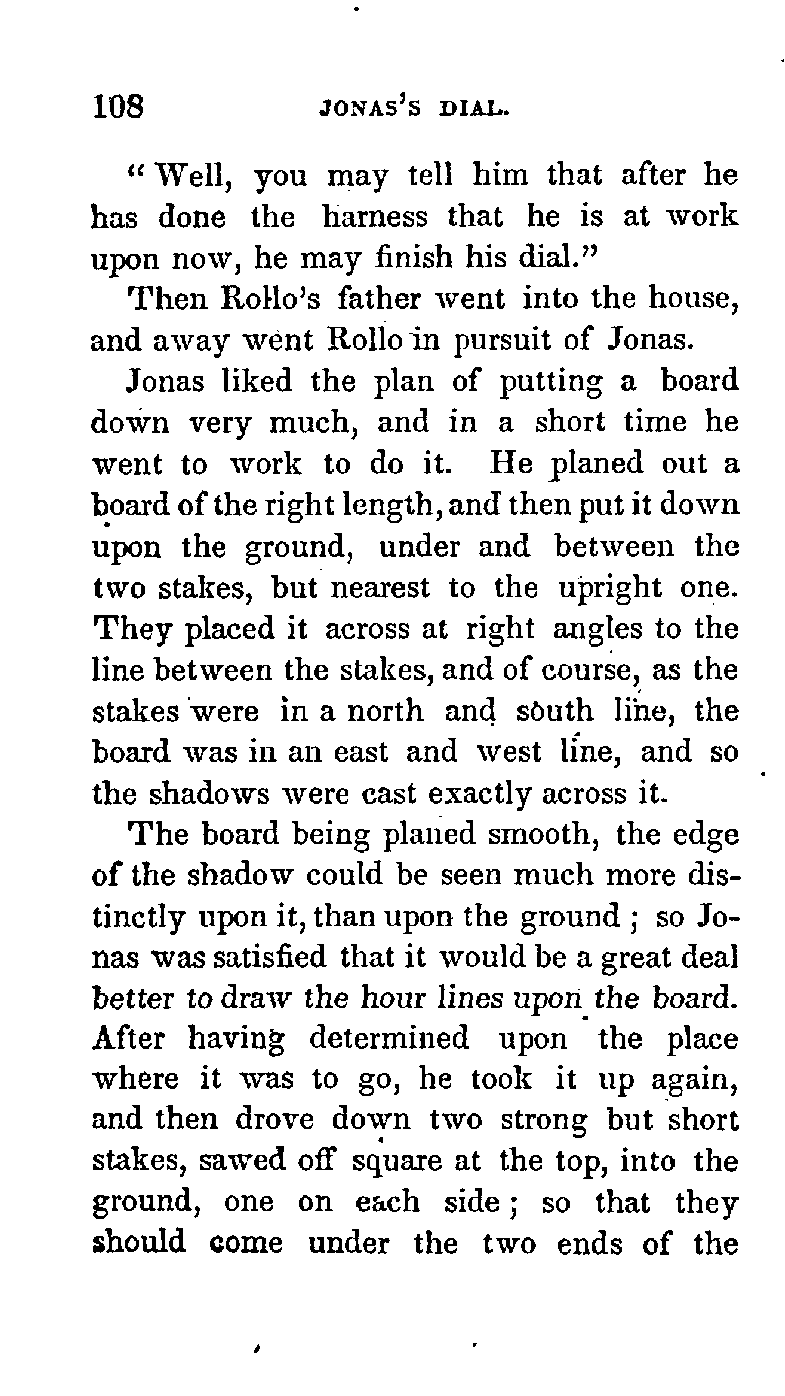 108 JONAS'S DIAL.
“ Well, you may tell him that after he
has done the harness that he is at work
upon now, he may finish his dial.”
Then Rollo's father went into the house,
and away went Rollo in pursuit of Jonas.
Jonas liked the plan of putting a board
down very much, and in a short time he
went to work to do it. He planed out a
board of the right length, and then put it down
upon the ground, under and between the
two stakes, but nearest to the upright one.
They placed it across at right angles to the
line between the stakes, and of course, as the
stakes were in a north and south line, the
board was in an east and west line, and so
the shadows were cast exactly across it.
The board being planed smooth, the edge
of the shadow could be seen much more dis-
tinctly upon it, than upon the ground ; so Jo-
nas was satisfied that it would be a great deal
better to draw the hour lines upon the board.
After having determined upon the place
where it was to go, he took it up again,
and then drove down two strong but short
stakes, sawed off square at the top, into the
ground, one on each side ; so that they
should come under the two ends of the